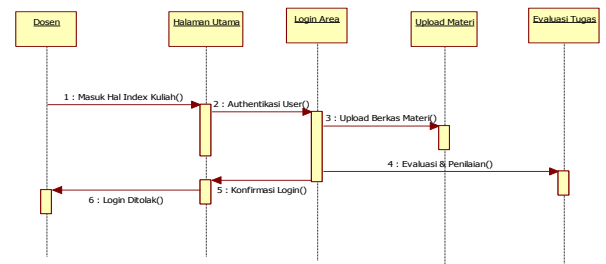 Dosen
Halaman Utama
Login Area
Upload Materi
Evaluasi Tugas
1 : Masuk Hal Index Kuliah()
2 : Authentikasi User()
3 : Upload Berkas Materi()
4 : Evaluasi & Penilaian()
5 : Konfirmasi Login()
6 : Login Ditolak()